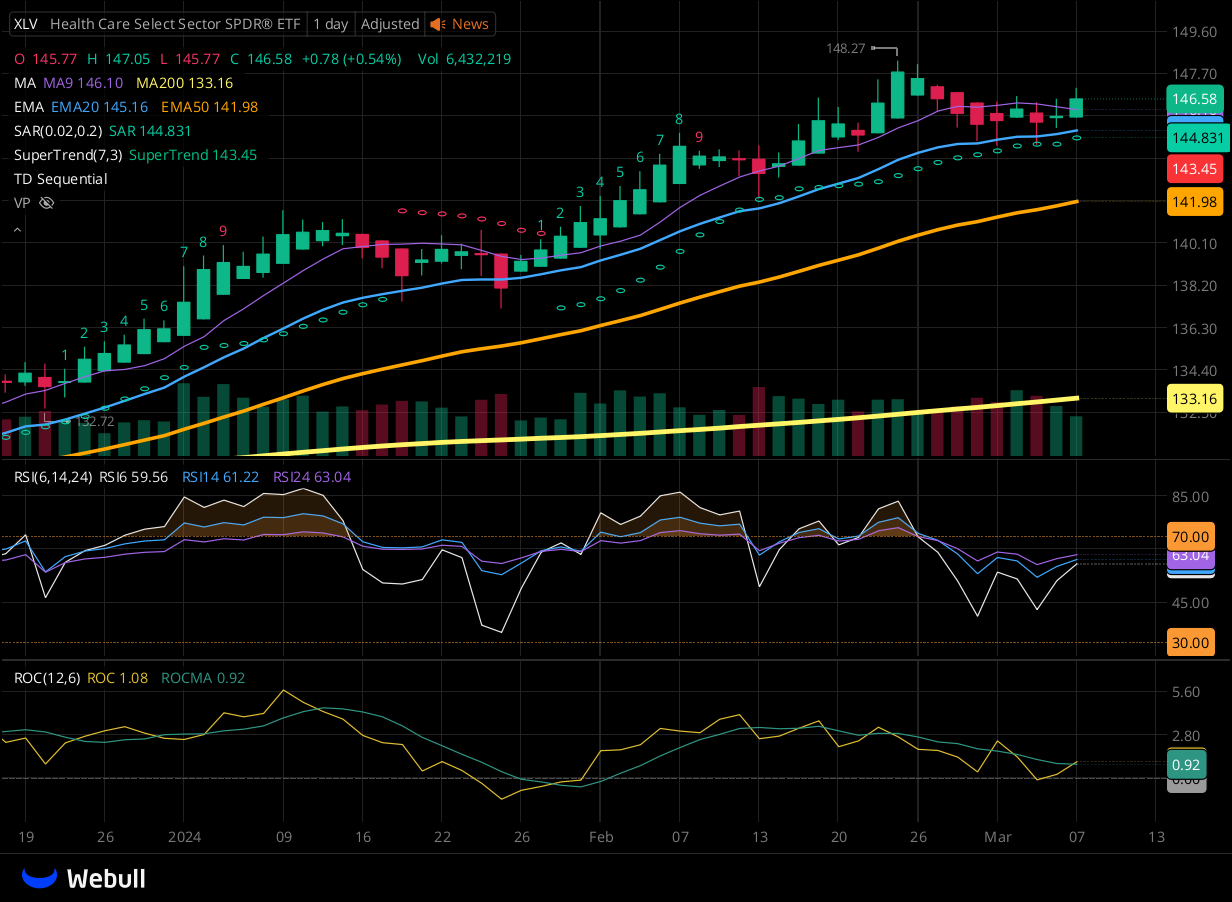 XLV Health Care Select Sector SPDR® ETF 1 day Adjusted News
O 145.77 H 147.05 L 145.77 C 146.58 +0.78 (+0.54%) Vol 6,432,219
MA MA9 146.10 MA200 133.16
EMA EMA20 145.16 EMA50 141.98
SAR(0.02,0.2) SAR 144.831
SuperTrend(7,3) SuperTrend 143.45
TD Sequential
VP
148.27
149.60
147.70
146.58
144.831
143.45
141.98
140.10
138.20
136.30
134.40
133.16
1 2 3 4 5 6 7 8 9
1 2 3 4 5 6 7 8 9
RSI(6,14,24) RSI6 59.56 RSI14 61.22 RSI24 63.04
85.00
70.00
63.04
45.00
30.00
ROC(12,6) ROC 1.08 ROCMA 0.92
5.60
2.80
0.92
0.00
19 26 2024 09 16 22 26 Feb 07 13 20 26 Mar 07 13
Webull